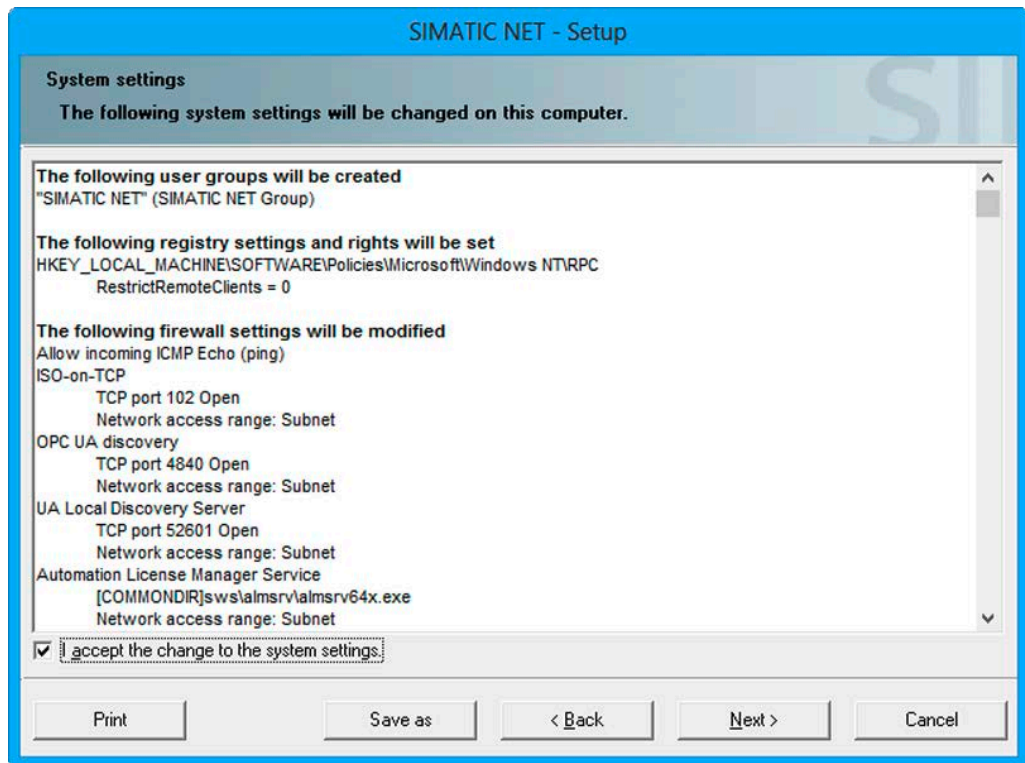 SIMATIC NET - Setup
System settings
The following system settings will be changed on this computer.
SI
The following user groups will be created
"SIMATIC NET" (SIMATIC NET Group)
The following registry settings and rights will be set
HKEY_LOCAL_MACHINE\SOFTWARE\Policies\Microsoft\Windows NT\RPC
RestrictRemoteClients = 0
The following firewall settings will be modified
Allow incoming ICMP Echo (ping)
ISO-on-TCP
TCP port 102 Open
Network access range: Subnet
OPC UA discovery
TCP port 4840 Open
Network access range: Subnet
UA Local Discovery Server
TCP port 52601 Open
Network access range: Subnet
Automation License Manager Service
[COMMONDIR]sws\almsrv\almsrv64x.exe
Network access range: Subnet
I accept the change to the system settings.
Print Save as < Back Next > Cancel